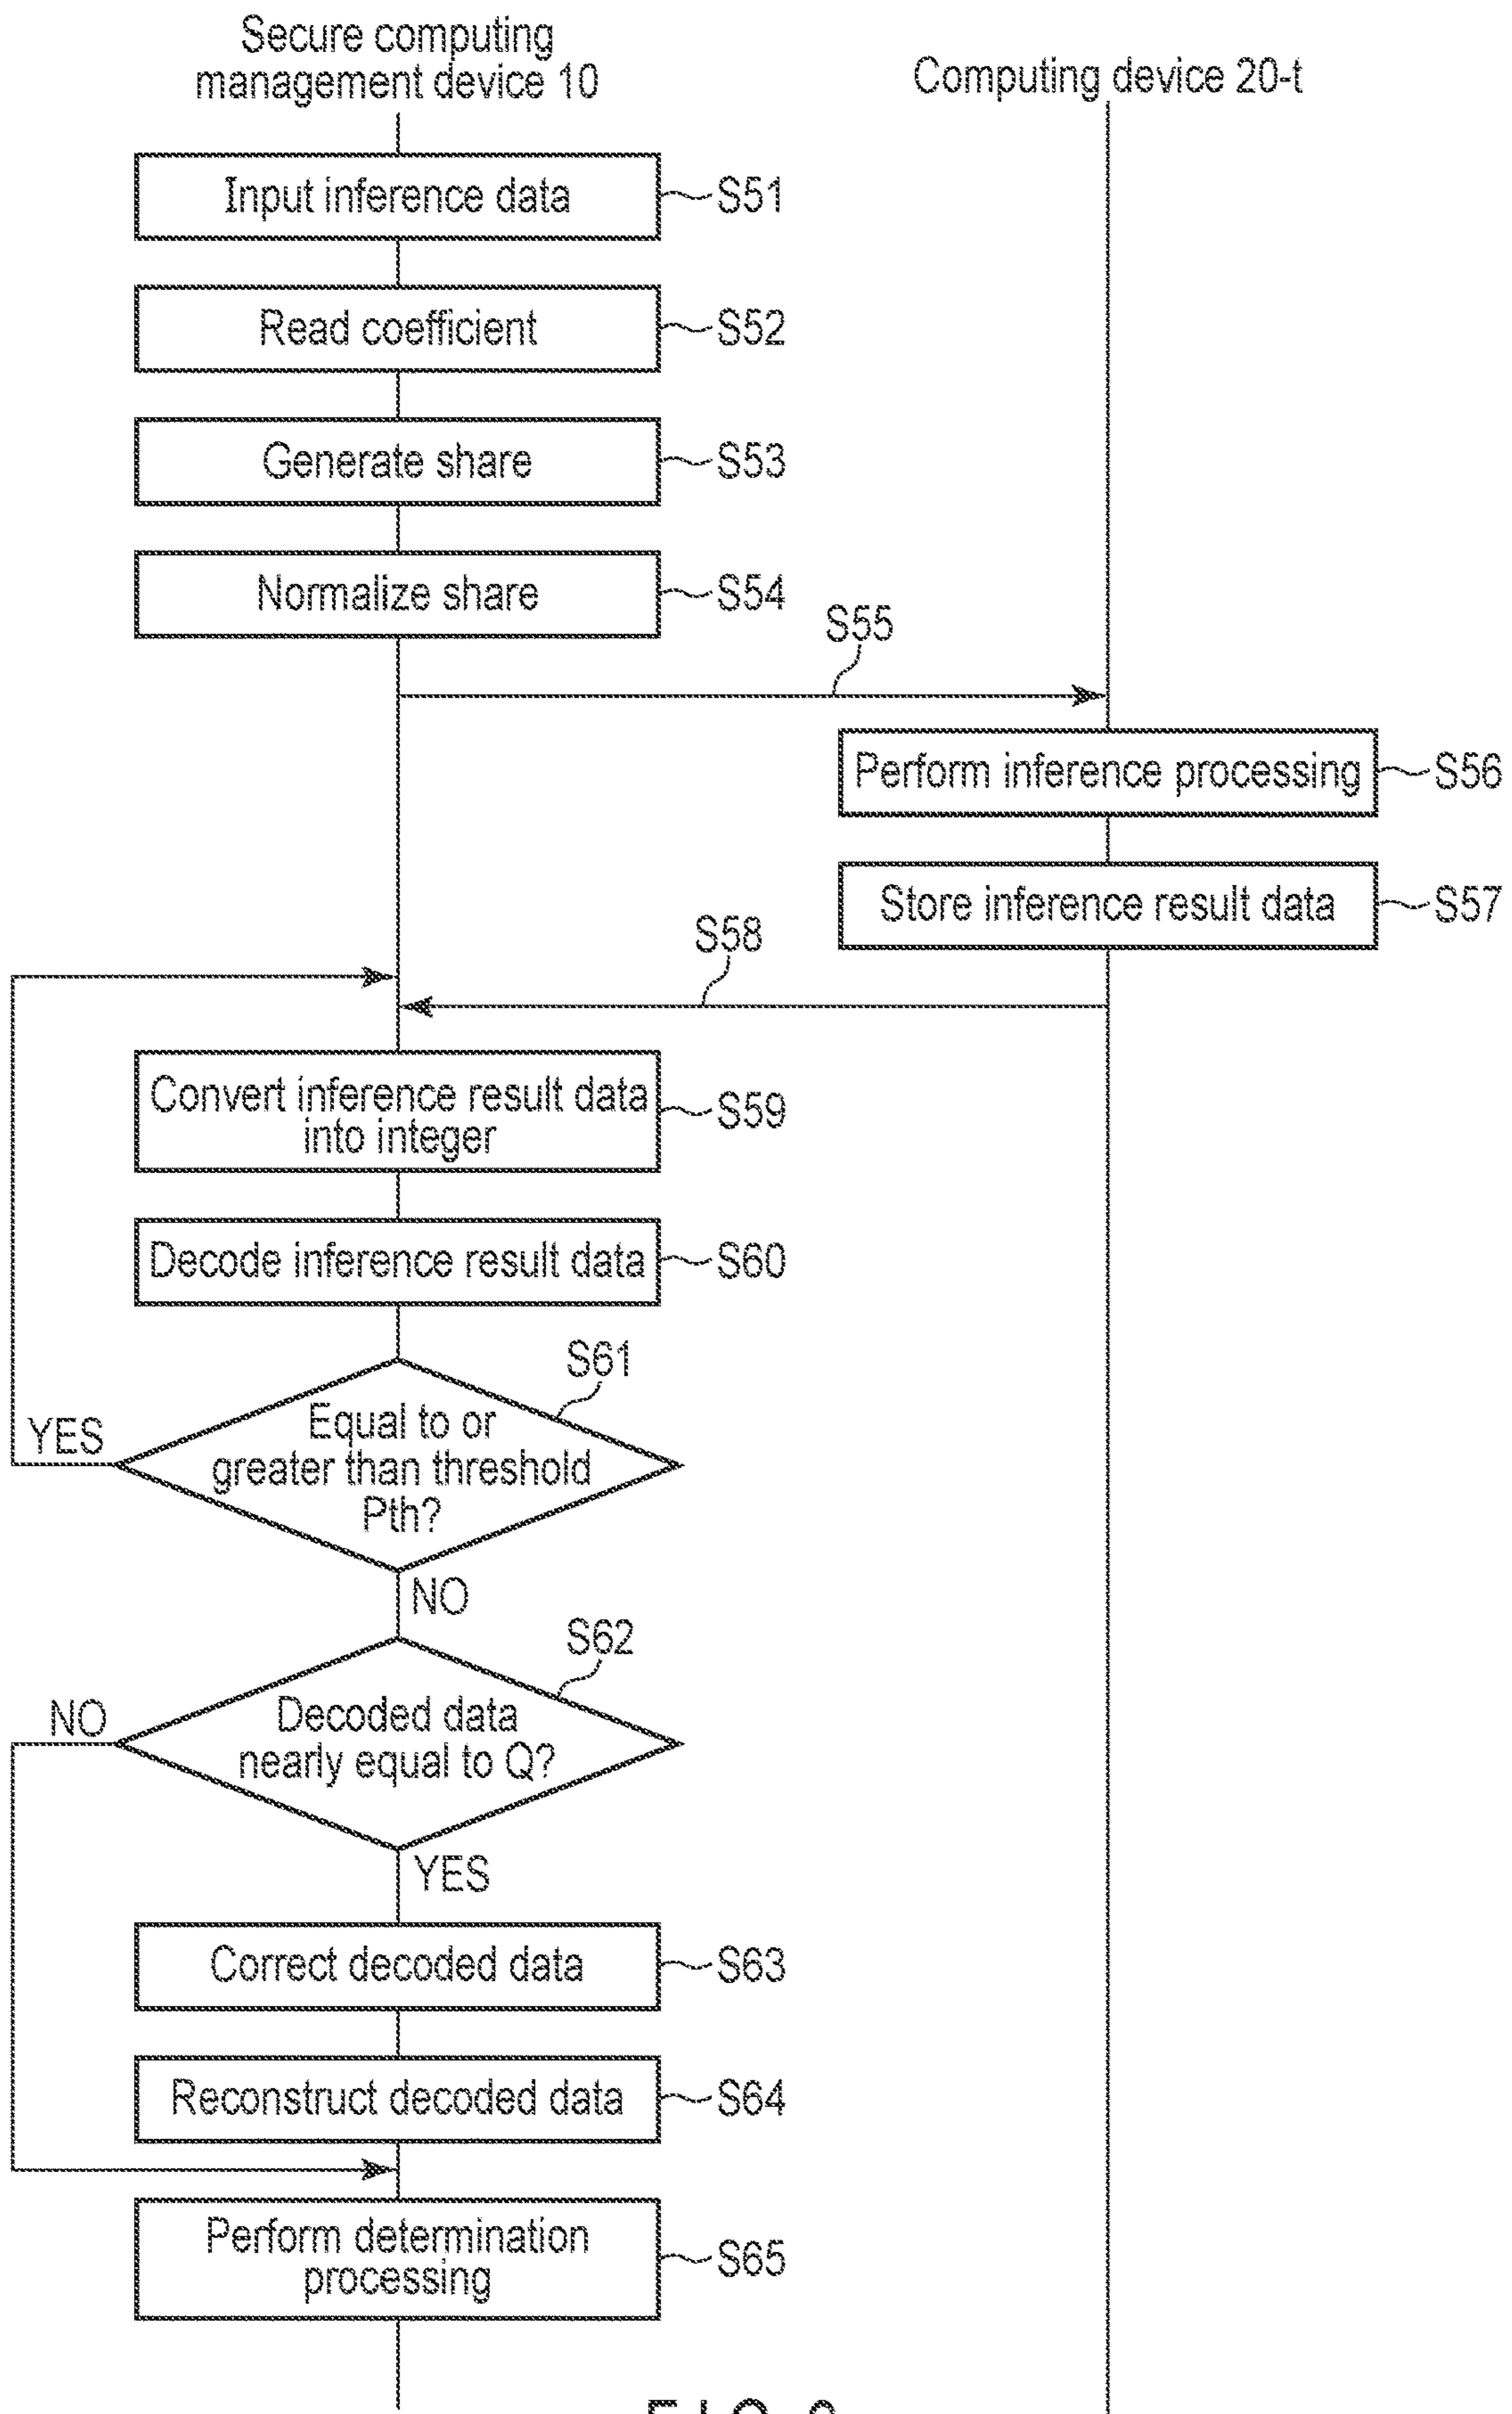 Secure computing
management device 10
Computing device 20-t
Input inference data
S51
Read coefficient
S52
Generate share
S53
Normalize share
S54
S55
Perform inference processing
S56
Store inference result data
S57
S58
Convert inference result data
into integer
S59
Decode inference result data
S60
S61
Equal to or
greater than threshold
Pth?
YES
NO
S62
Decoded data
nearly equal to Q?
NO
YES
Correct decoded data
S63
Reconstruct decoded data
S64
Perform determination
processing
S65